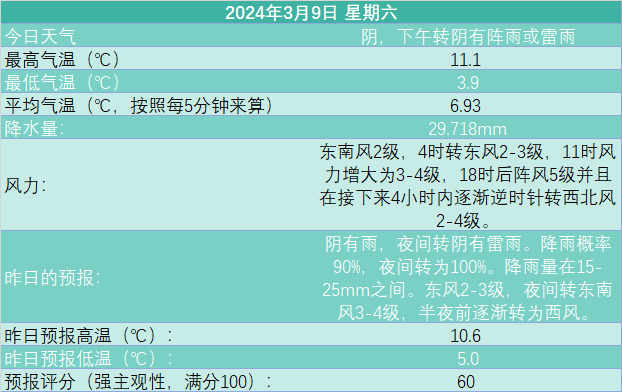 2024年3月9日 星期六
今日天气 阴，下午转阴有阵雨或雷雨
最高气温（℃） 11.1
最低气温（℃） 3.9
平均气温（℃，按照每5分钟来算） 6.93
降水量： 29.718mm
风力：
东南风2级，4时转东风2-3级，11时风
力增大为3-4级，18时后阵风5级并且
在接下来4小时内逐渐逆时针转西北风
2-4级。
昨日的预报：
阴有雨，夜间转阴有雷雨。降雨概率
90%，夜间转为100%。降雨量在15-
25mm之间。东风2-3级，夜间转东南
风3-4级，半夜前逐渐转为西风。
昨日预报高温（℃）： 10.6
昨日预报低温（℃）： 5.0
预报评分（强主观性，满分100）： 60